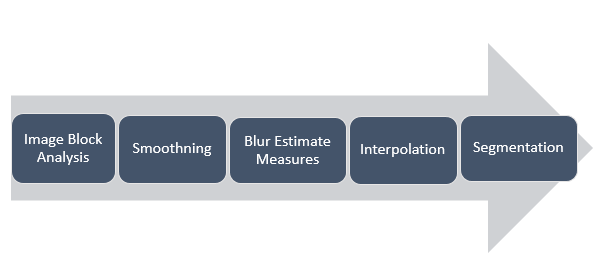 Image Block
Analysis
Smoothning
Blur Estimate
Measures
Interpolation
Segmentation